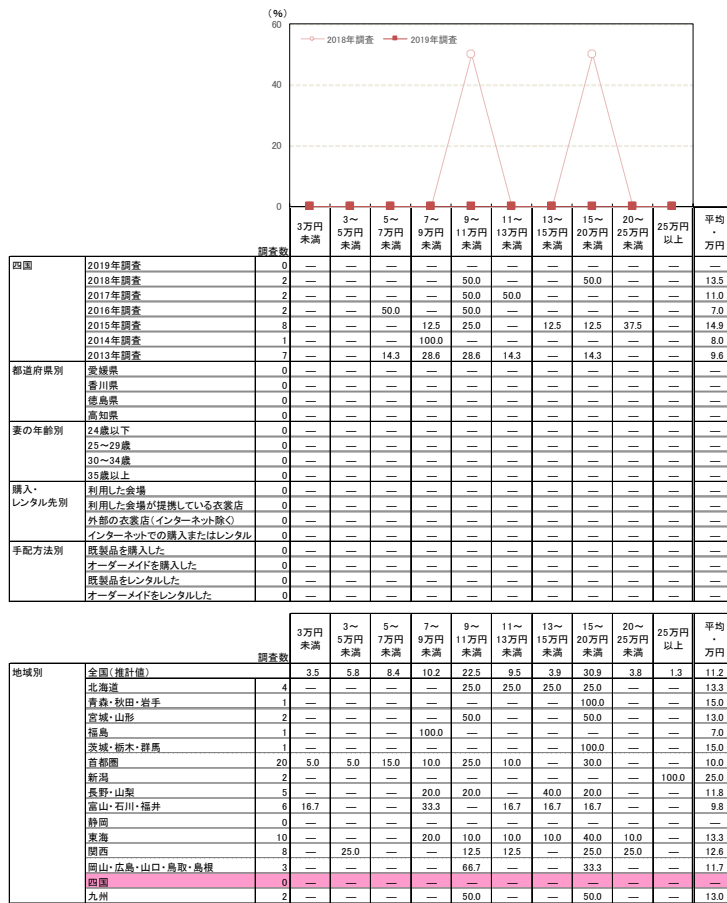 (%)
60
40
20
0
2018年調査 2019年調査
調査数 3万円未満 3～5万円未満 5～7万円未満 7～9万円未満 9～11万円未満 11～13万円未満 13～15万円未満 15～20万円未満 20～25万円未満 25万円以上 平均・万円
四国 2019年調査 0 — — — — — — — — — — —
2018年調査 2 — — — — 50.0 — — 50.0 — — 13.5
2017年調査 2 — — — — 50.0 50.0 — — — — 11.0
2016年調査 2 — — 50.0 — 50.0 — — — — — 7.0
2015年調査 8 — — — 12.5 25.0 — 12.5 12.5 37.5 — 14.9
2014年調査 1 — — — 100.0 — — — — — — 8.0
2013年調査 7 — — 14.3 28.6 28.6 14.3 — 14.3 — — 9.6
都道府県別 愛媛県 0 — — — — — — — — — — —
香川県 0 — — — — — — — — — — —
徳島県 0 — — — — — — — — — — —
高知県 0 — — — — — — — — — — —
妻の年齢別 24歳以下 0 — — — — — — — — — — —
25～29歳 0 — — — — — — — — — — —
30～34歳 0 — — — — — — — — — — —
35歳以上 0 — — — — — — — — — — —
購入・レンタル先別 利用した会場 0 — — — — — — — — — — —
利用した会場が提携している衣裳店 0 — — — — — — — — — — —
外部の衣裳店（インターネット除く） 0 — — — — — — — — — — —
インターネットでの購入またはレンタル 0 — — — — — — — — — — —
手配方法別 既製品を購入した 0 — — — — — — — — — — —
オーダーメイドを購入した 0 — — — — — — — — — — —
既製品をレンタルした 0 — — — — — — — — — — —
オーダーメイドをレンタルした 0 — — — — — — — — — — —
調査数 3万円未満 3～5万円未満 5～7万円未満 7～9万円未満 9～11万円未満 11～13万円未満 13～15万円未満 15～20万円未満 20～25万円未満 25万円以上 平均・万円
地域別 全国（推計値） 3.5 5.8 8.4 10.2 22.5 9.5 3.9 30.9 3.8 1.3 11.2
北海道 4 — — — — 25.0 25.0 25.0 25.0 — — 13.3
青森・秋田・岩手 1 — — — — — — — 100.0 — — 15.0
宮城・山形 2 — — — — 50.0 — — 50.0 — — 13.0
福島 1 — — — 100.0 — — — — — — 7.0
茨城・栃木・群馬 1 — — — — — — — 100.0 — — 15.0
首都圏 20 5.0 5.0 15.0 10.0 25.0 10.0 — 30.0 — — 10.0
新潟 2 — — — — — — — — — 100.0 25.0
長野・山梨 5 — — — 20.0 20.0 — 40.0 20.0 — — 11.8
富山・石川・福井 6 16.7 — — 33.3 — 16.7 16.7 16.7 — — 9.8
静岡 0 — — — — — — — — — — —
東海 10 — — — 20.0 10.0 10.0 10.0 40.0 10.0 — 13.3
関西 8 — 25.0 — — 12.5 12.5 — 25.0 25.0 — 12.6
岡山・広島・山口・鳥取・島根 3 — — — — 66.7 — — 33.3 — — 11.7
四国 0 — — — — — — — — — — —
九州 2 — — — — 50.0 — — 50.0 — — 13.0